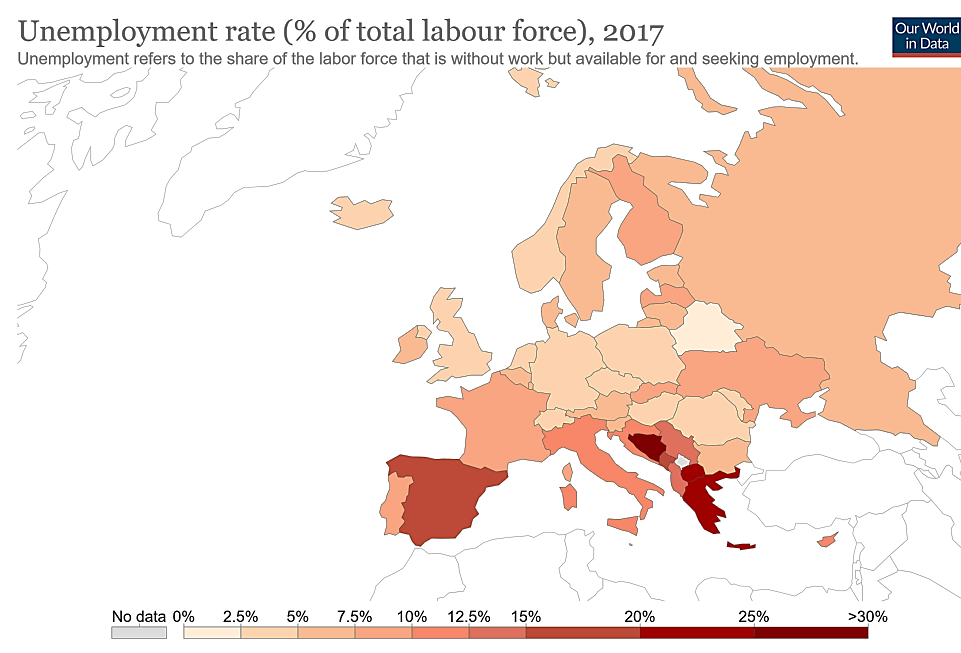 Unemployment rate (% of total labour force), 2017
Our World
in Data
Unemployment refers to the share of the labor force that is without work but available for and seeking employment.
No data 0% 2.5% 5% 7.5% 10% 12.5% 15% 20% 25% >30%